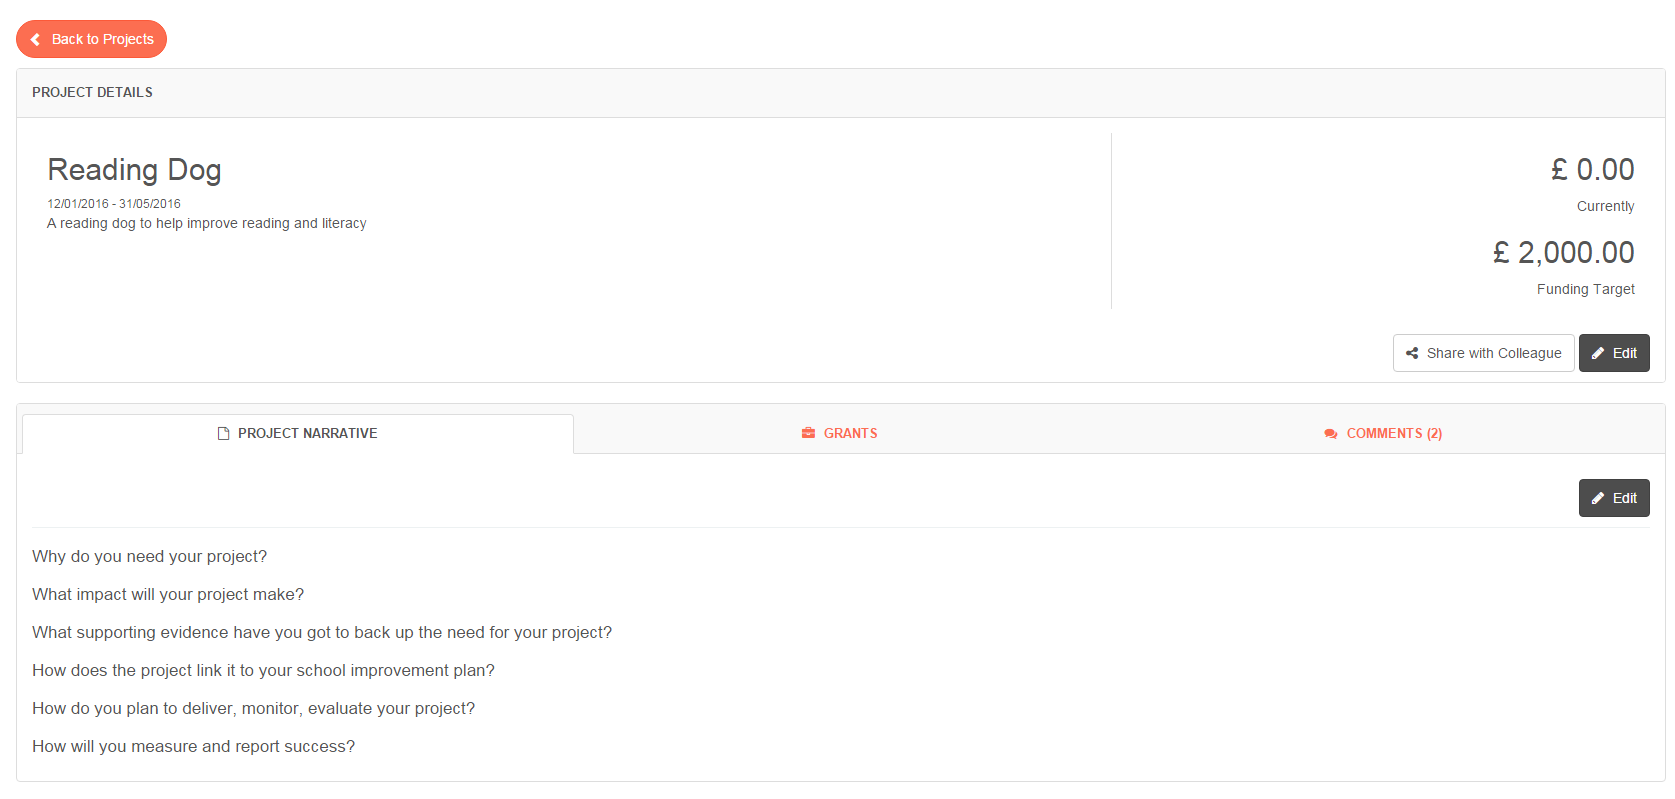 Back to Projects
PROJECT DETAILS
Reading Dog
12/01/2016 - 31/05/2016
A reading dog to help improve reading and literacy
£ 0.00
Currently
£ 2,000.00
Funding Target
Share with Colleague
Edit
PROJECT NARRATIVE
GRANTS
COMMENTS (2)
Edit
Why do you need your project?
What impact will your project make?
What supporting evidence have you got to back up the need for your project?
How does the project link it to your school improvement plan?
How do you plan to deliver, monitor, evaluate your project?
How will you measure and report success?